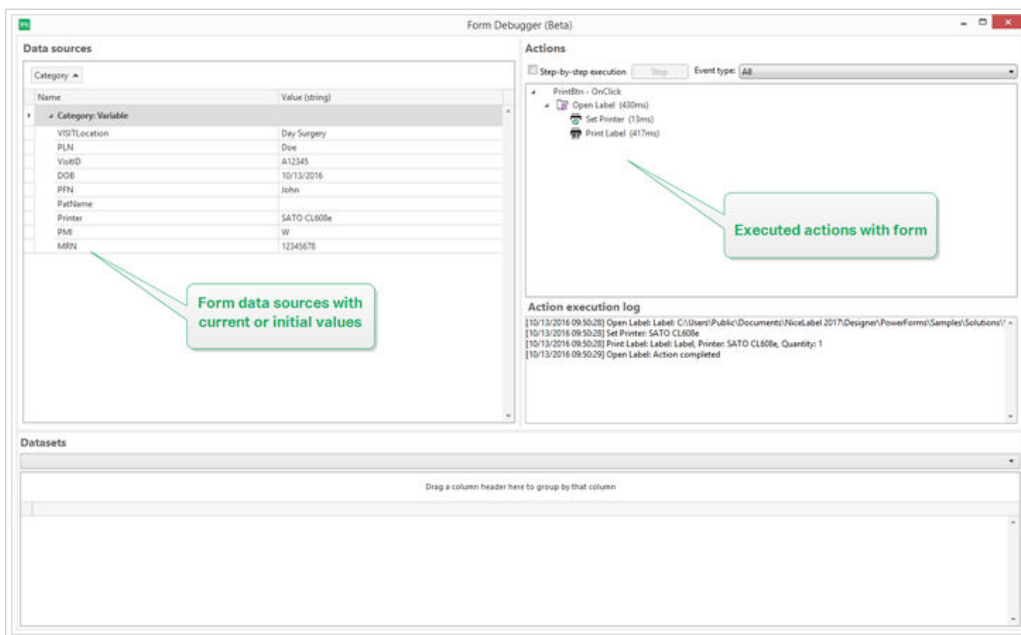 Form Debugger (Beta)
Data sources
Category
Name Value (string)
Category: Variable
VISITLocation Day Surgery
PLN Doe
VisitID A12345
DOB 10/13/2016
PFN John
PatName
Printer SATO CL608e
PMI W
MRN 12345678
Form data sources with
current or initial values
Actions
Step-by-step execution Step Event type: All
PrintBtn - OnClick
Open Label (430ms)
Set Printer (13ms)
Print Label (417ms)
Executed actions with form
Action execution log
[10/13/2016 09:50:28] Open Label: Label: C:\Users\Public\Documents\NiceLabel 2017\Designer\PowerForms\Samples\Solutions\
[10/13/2016 09:50:28] Set Printer: SATO CL608e
[10/13/2016 09:50:28] Print Label: Label: Label, Printer: SATO CL608e, Quantity: 1
[10/13/2016 09:50:29] Open Label: Action completed
Datasets
Drag a column header here to group by that column